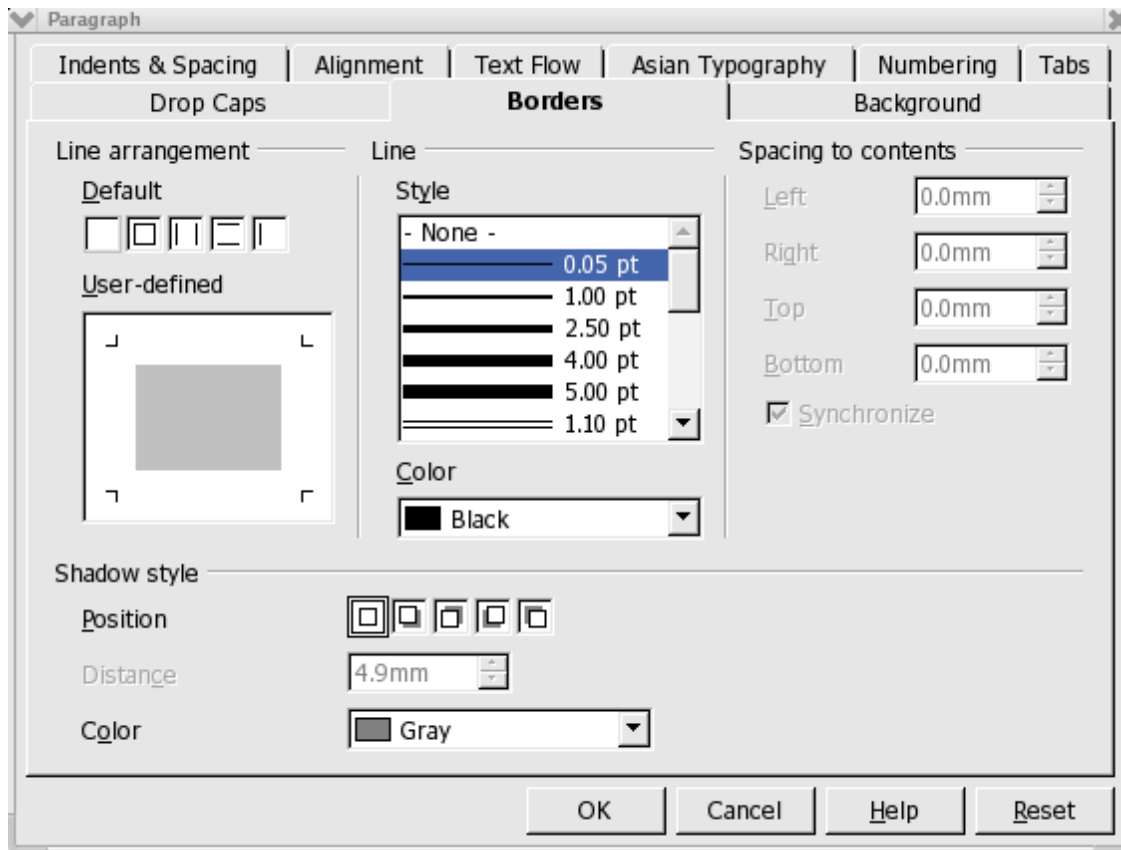 Paragraph
Indents & Spacing
Alignment
Text Flow
Asian Typography
Numbering
Tabs
Drop Caps
Borders
Background
Line arrangement
Default
User-defined
Line
Style
- None -
0.05 pt
1.00 pt
2.50 pt
4.00 pt
5.00 pt
1.10 pt
Color
Black
Spacing to contents
Left
0.0mm
Right
0.0mm
Top
0.0mm
Bottom
0.0mm
Synchronize
Shadow style
Position
Distance
4.9mm
Color
Gray
OK
Cancel
Help
Reset